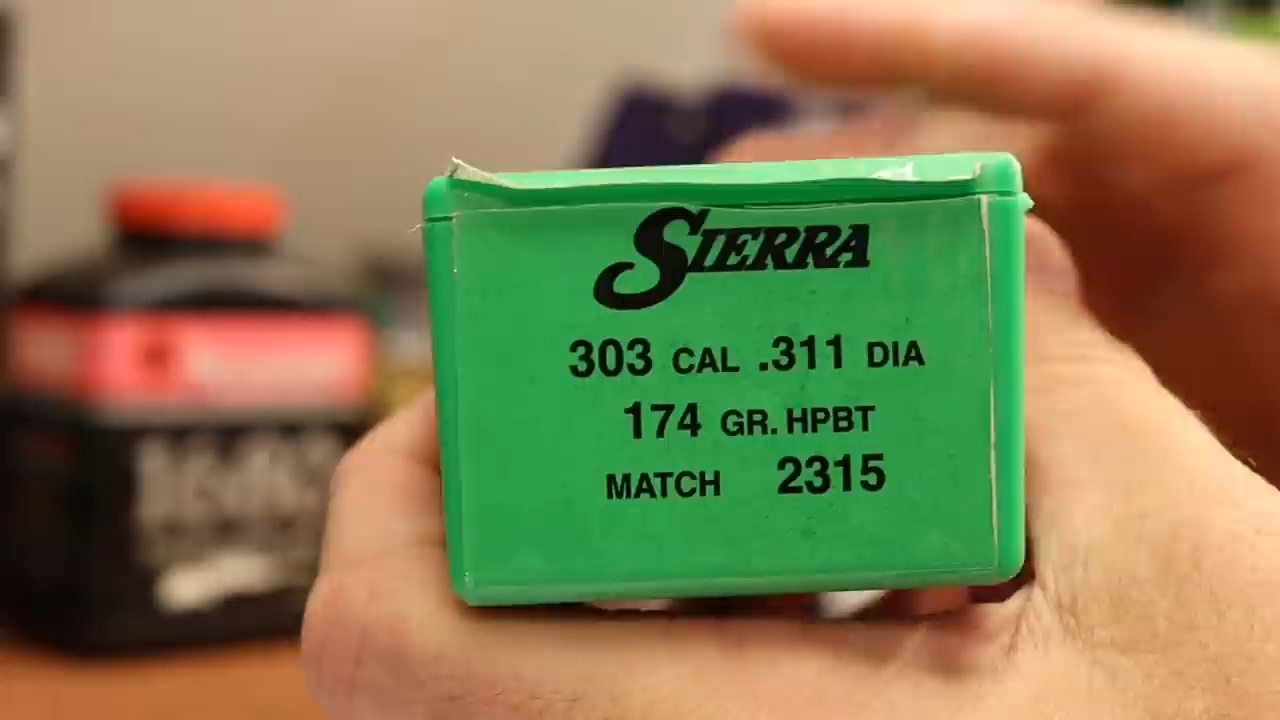 SIERRA
303 CAL .311 DIA
174 GR. HPBT
MATCH 2315